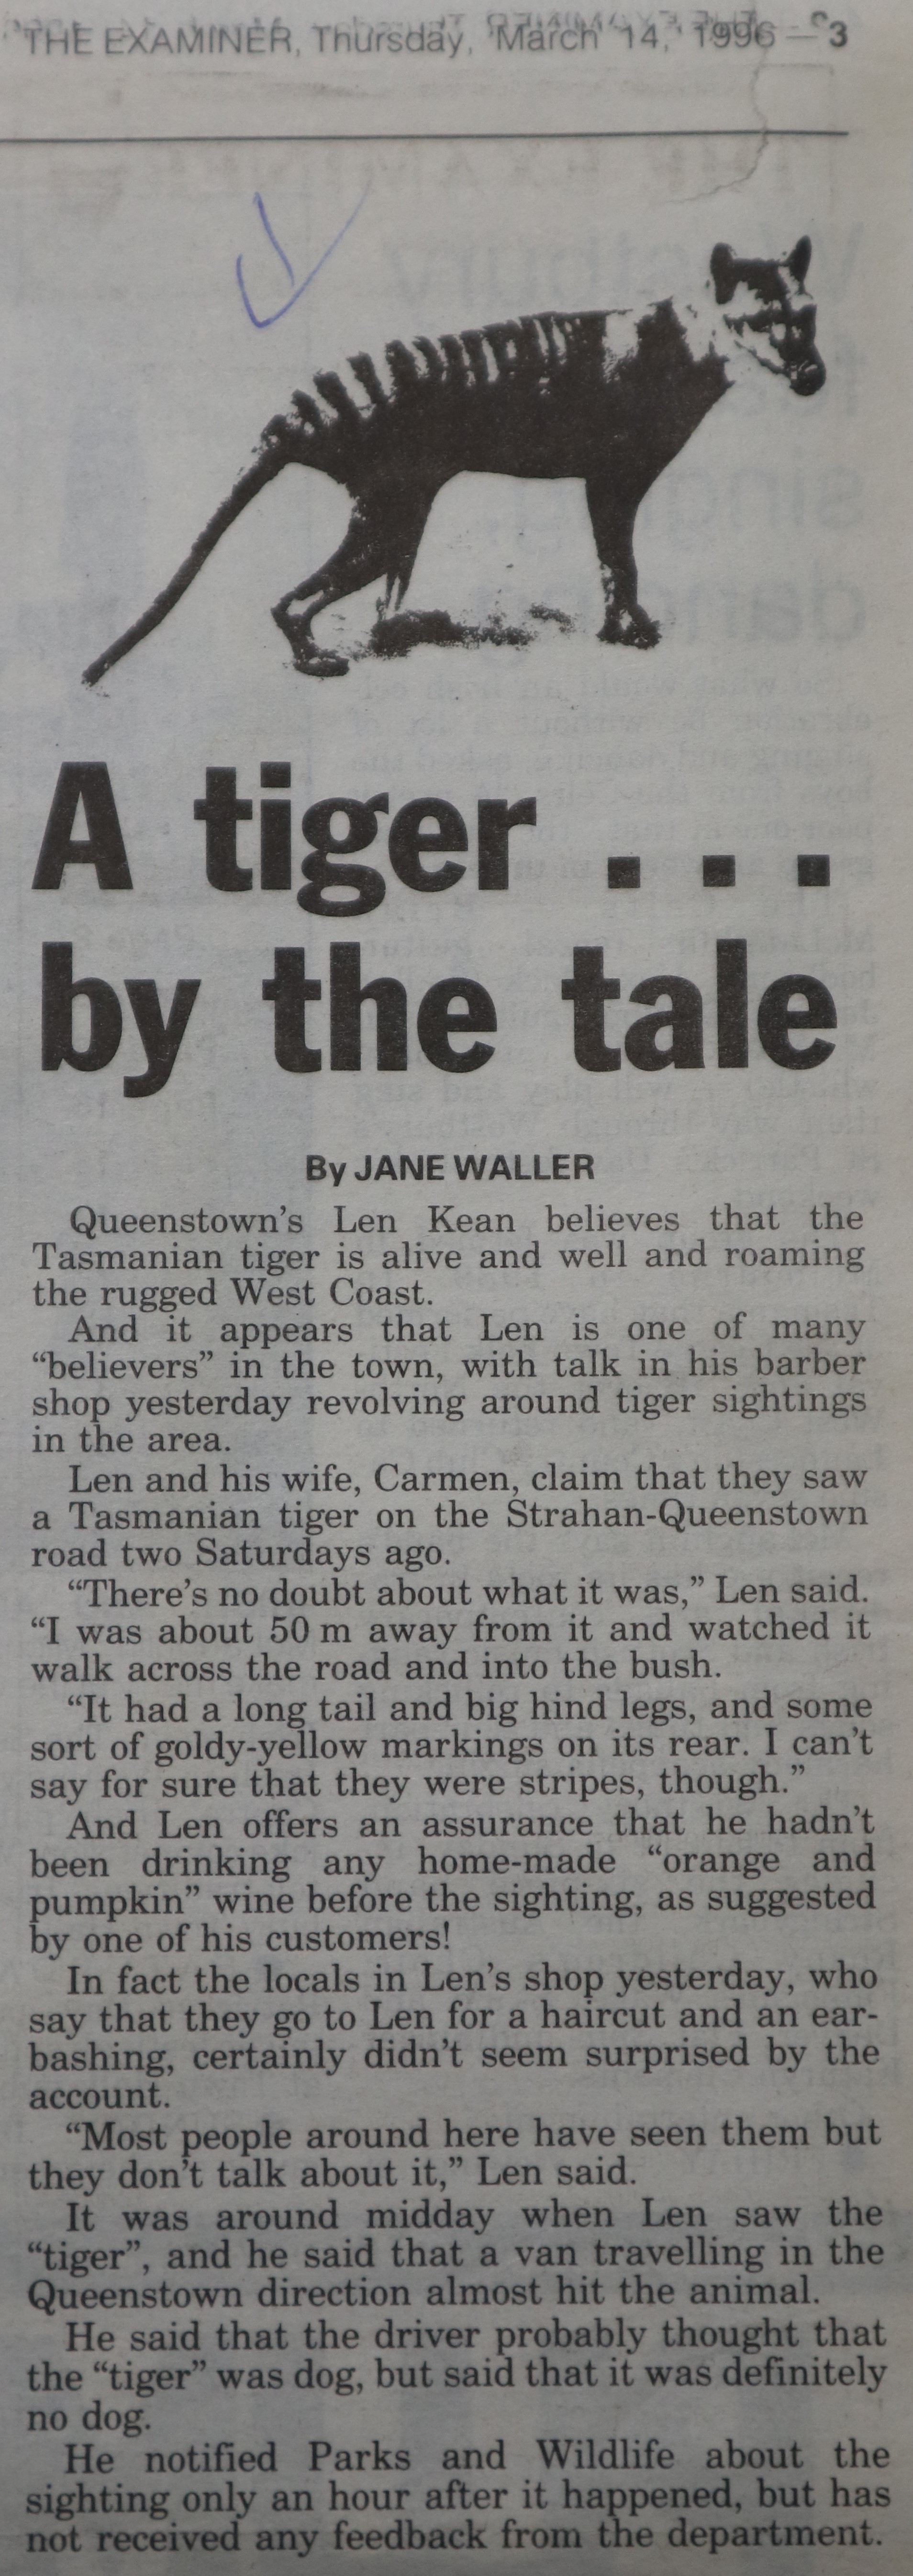 THE EXAMINER, Thursday, March 14, 1996 — 3
A tiger . . .
by the tale
By JANE WALLER
Queenstown's Len Kean believes that the
Tasmanian tiger is alive and well and roaming
the rugged West Coast.
And it appears that Len is one of many
“believers” in the town, with talk in his barber
shop yesterday revolving around tiger sightings
in the area.
Len and his wife, Carmen, claim that they saw
a Tasmanian tiger on the Strahan-Queenstown
road two Saturdays ago.
“There's no doubt about what it was,” Len said.
“I was about 50 m away from it and watched it
walk across the road and into the bush.
“It had a long tail and big hind legs, and some
sort of goldy-yellow markings on its rear. I can't
say for sure that they were stripes, though.”
And Len offers an assurance that he hadn't
been drinking any home-made “orange and
pumpkin” wine before the sighting, as suggested
by one of his customers!
In fact the locals in Len's shop yesterday, who
say that they go to Len for a haircut and an ear-
bashing, certainly didn't seem surprised by the
account.
“Most people around here have seen them but
they don't talk about it,” Len said.
It was around midday when Len saw the
“tiger”, and he said that a van travelling in the
Queenstown direction almost hit the animal.
He said that the driver probably thought that
the “tiger” was dog, but said that it was definitely
no dog.
He notified Parks and Wildlife about the
sighting only an hour after it happened, but has
not received any feedback from the department.